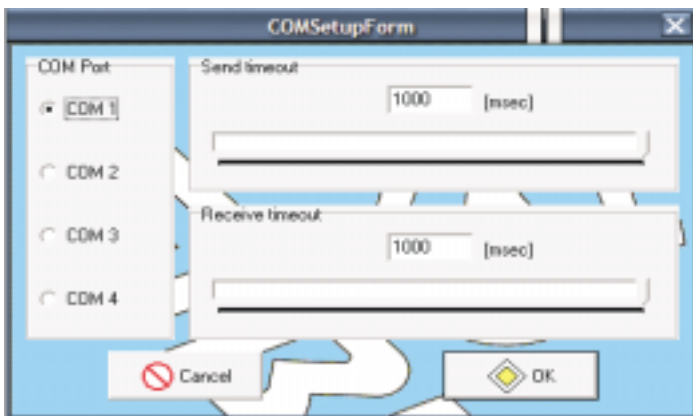 COMSetupForm
COM Port
COM 1
COM 2
COM 3
COM 4
Send timeout
1000 [msec]
Receive timeout
1000 [msec]
Cancel
OK